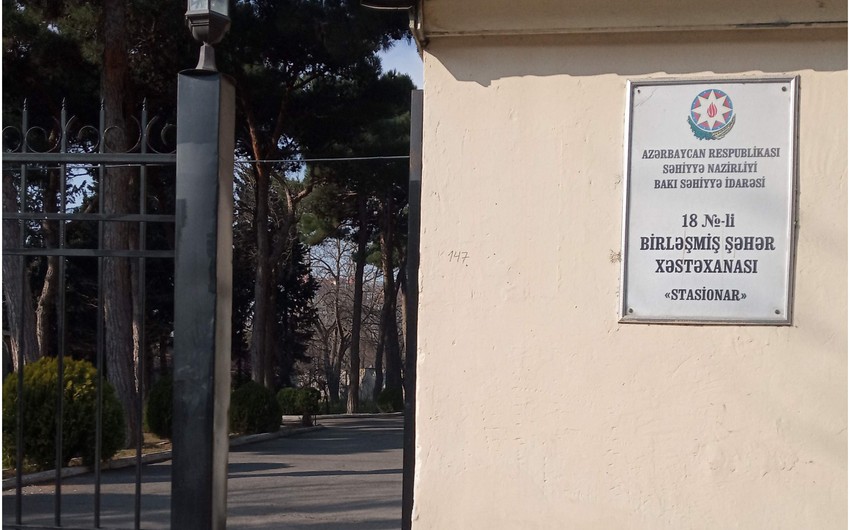 AZƏRBAYCAN RESPUBLİKASI
SƏHİYYƏ NAZİRLİYİ
BAKI SƏHİYYƏ İDARƏSİ
18 №-li
BİRLƏŞMİŞ ŞƏHƏR
XƏSTƏXANASI
«STASİONAR»
147